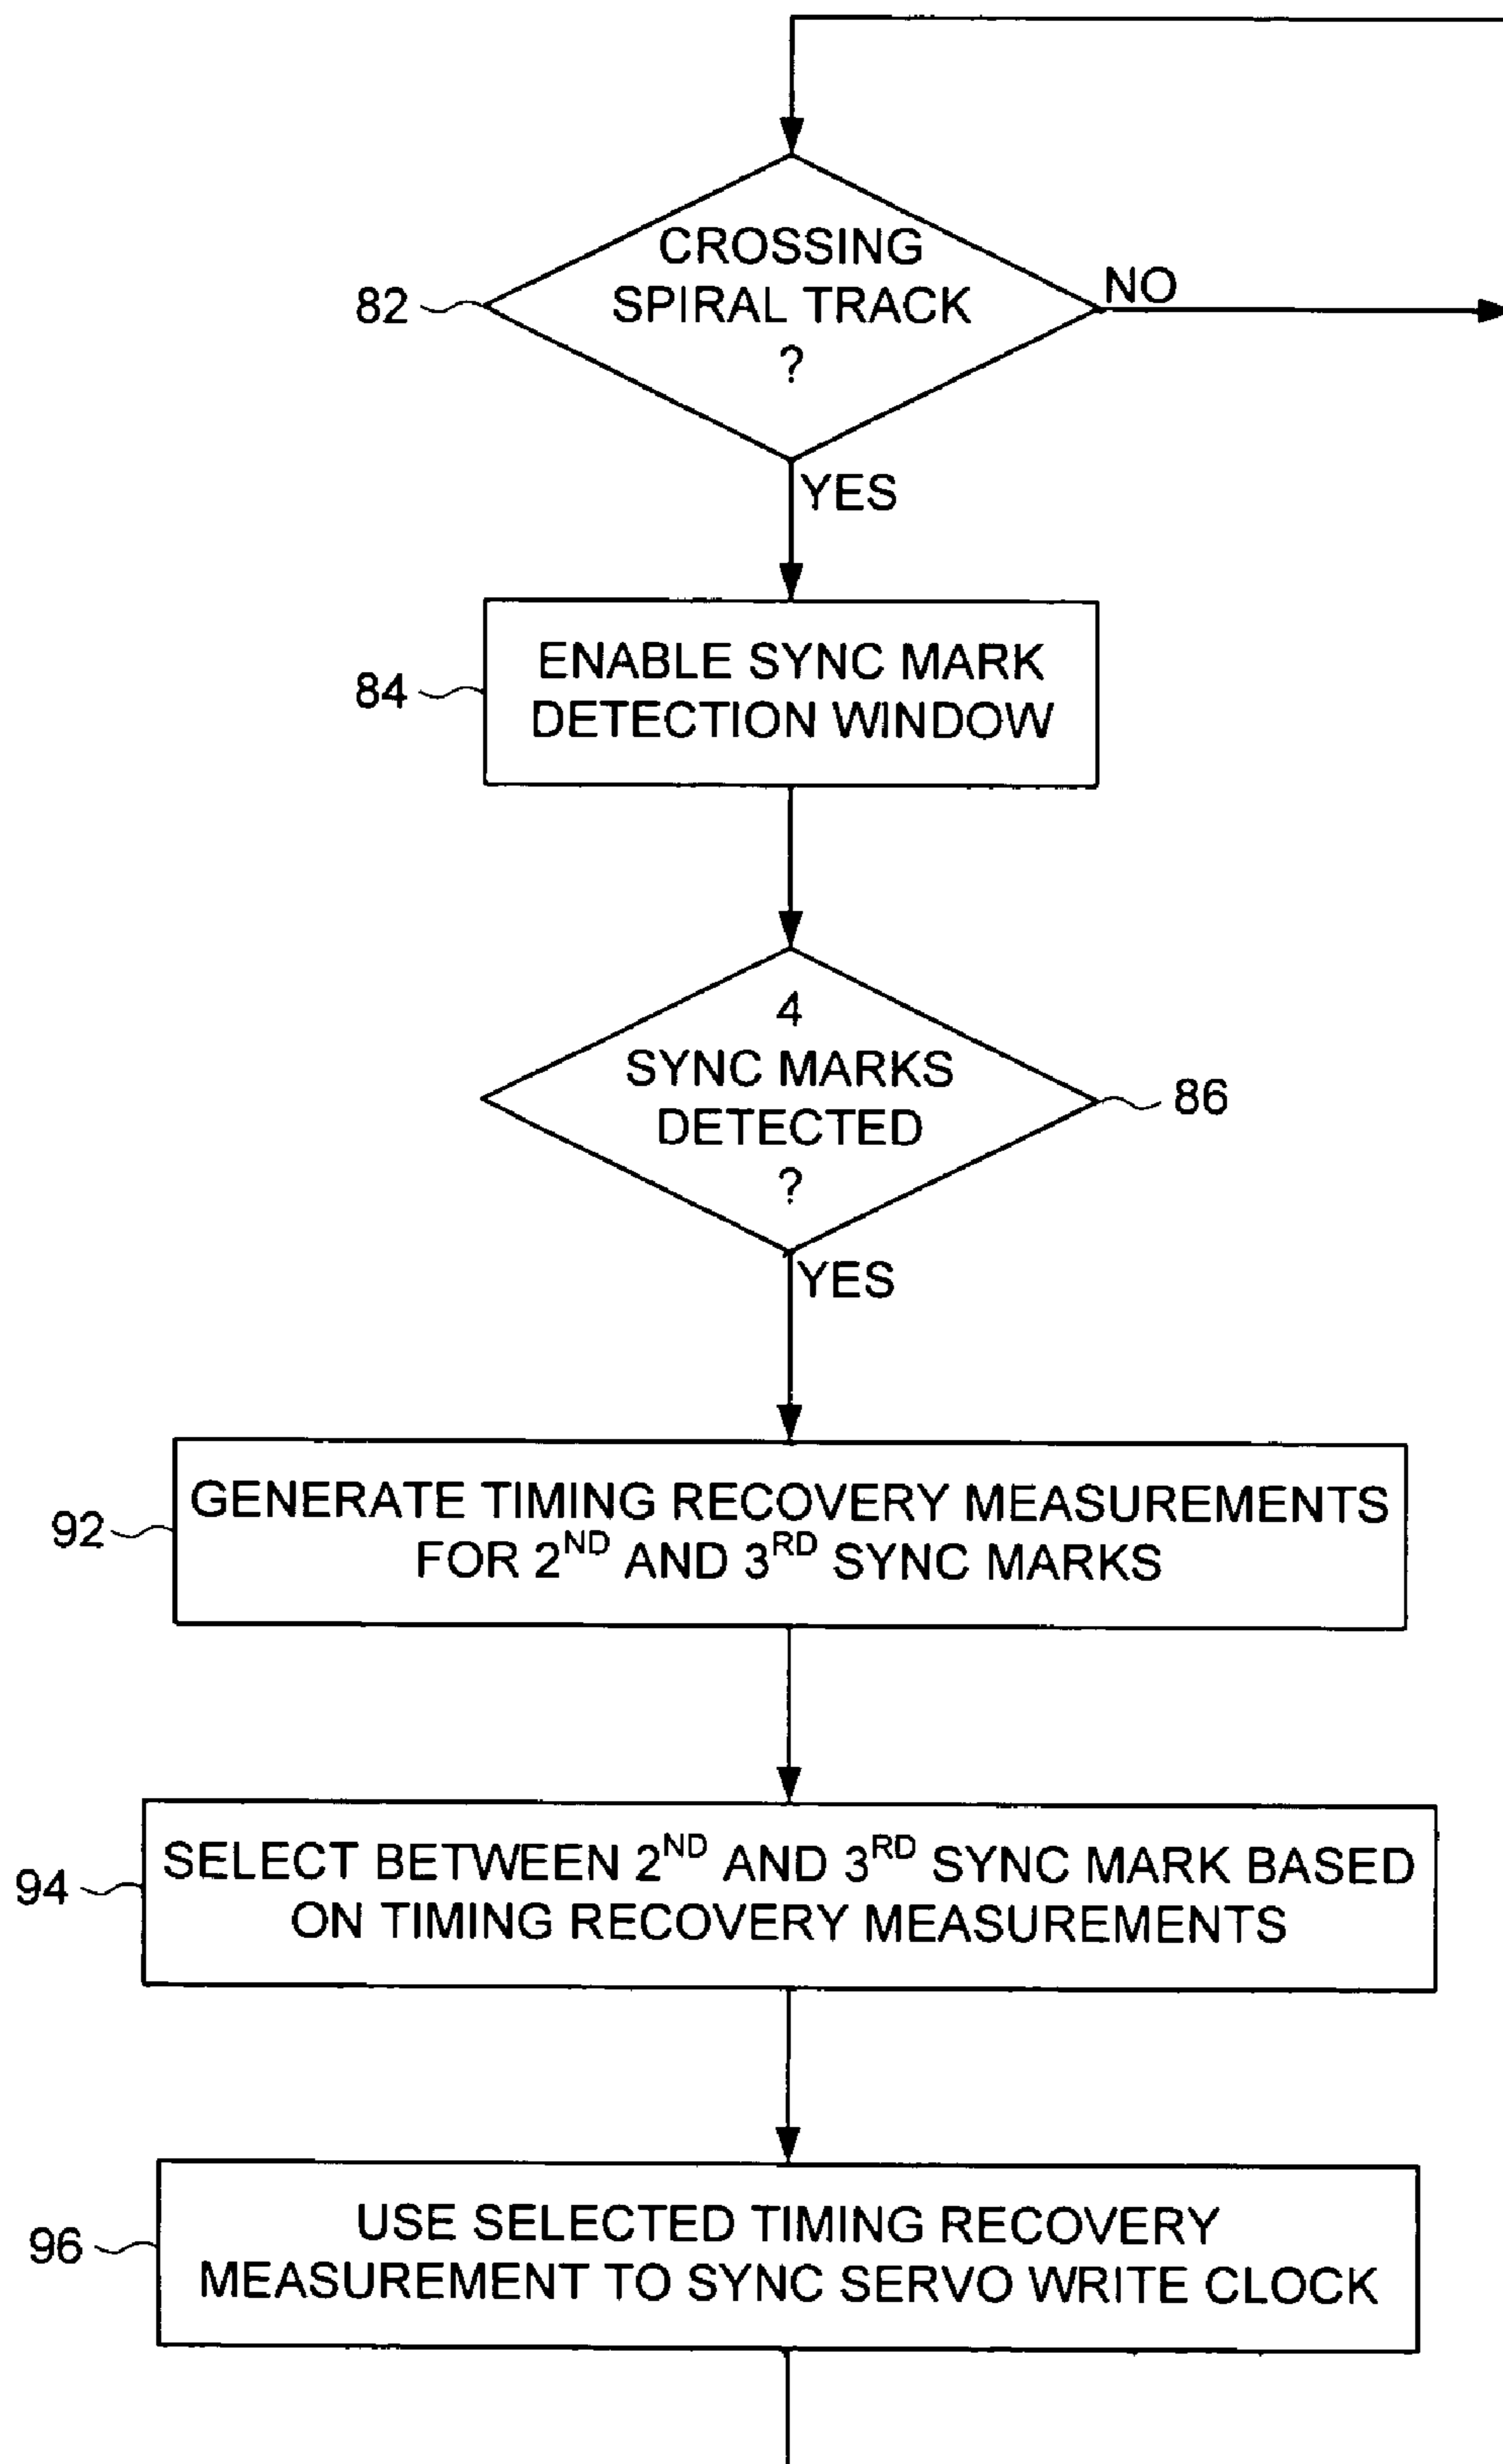 CROSSING
SPIRAL TRACK
?
82
NO
YES
ENABLE SYNC MARK
DETECTION WINDOW
84
4
SYNC MARKS
DETECTED
?
86
YES
GENERATE TIMING RECOVERY MEASUREMENTS
FOR 2ND AND 3RD SYNC MARKS
92
SELECT BETWEEN 2ND AND 3RD SYNC MARK BASED
ON TIMING RECOVERY MEASUREMENTS
94
USE SELECTED TIMING RECOVERY
MEASUREMENT TO SYNC SERVO WRITE CLOCK
96